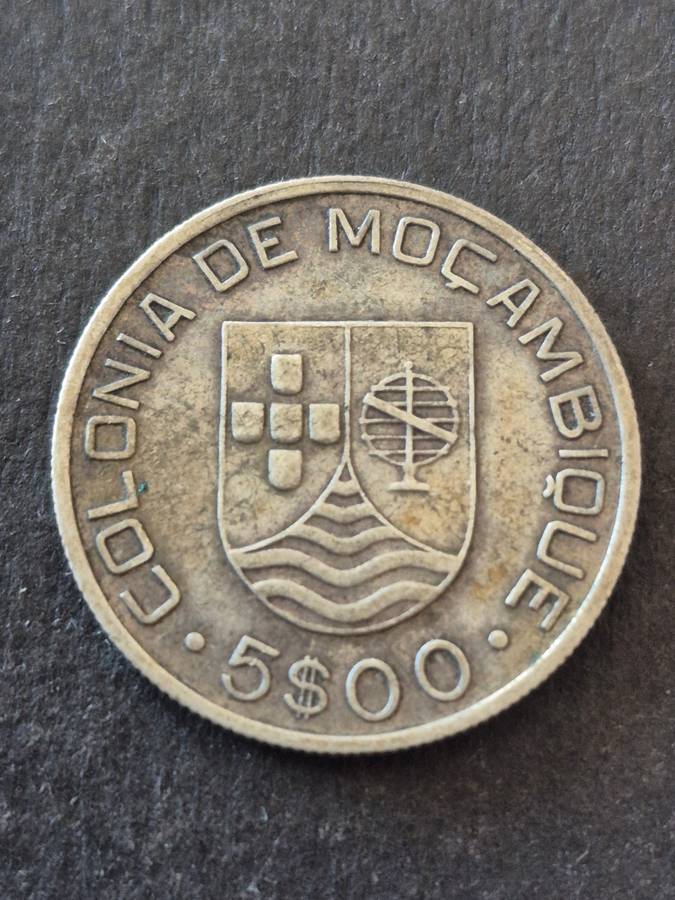 COLONIA DE MOÇAMBIQUE
• 5$00 •